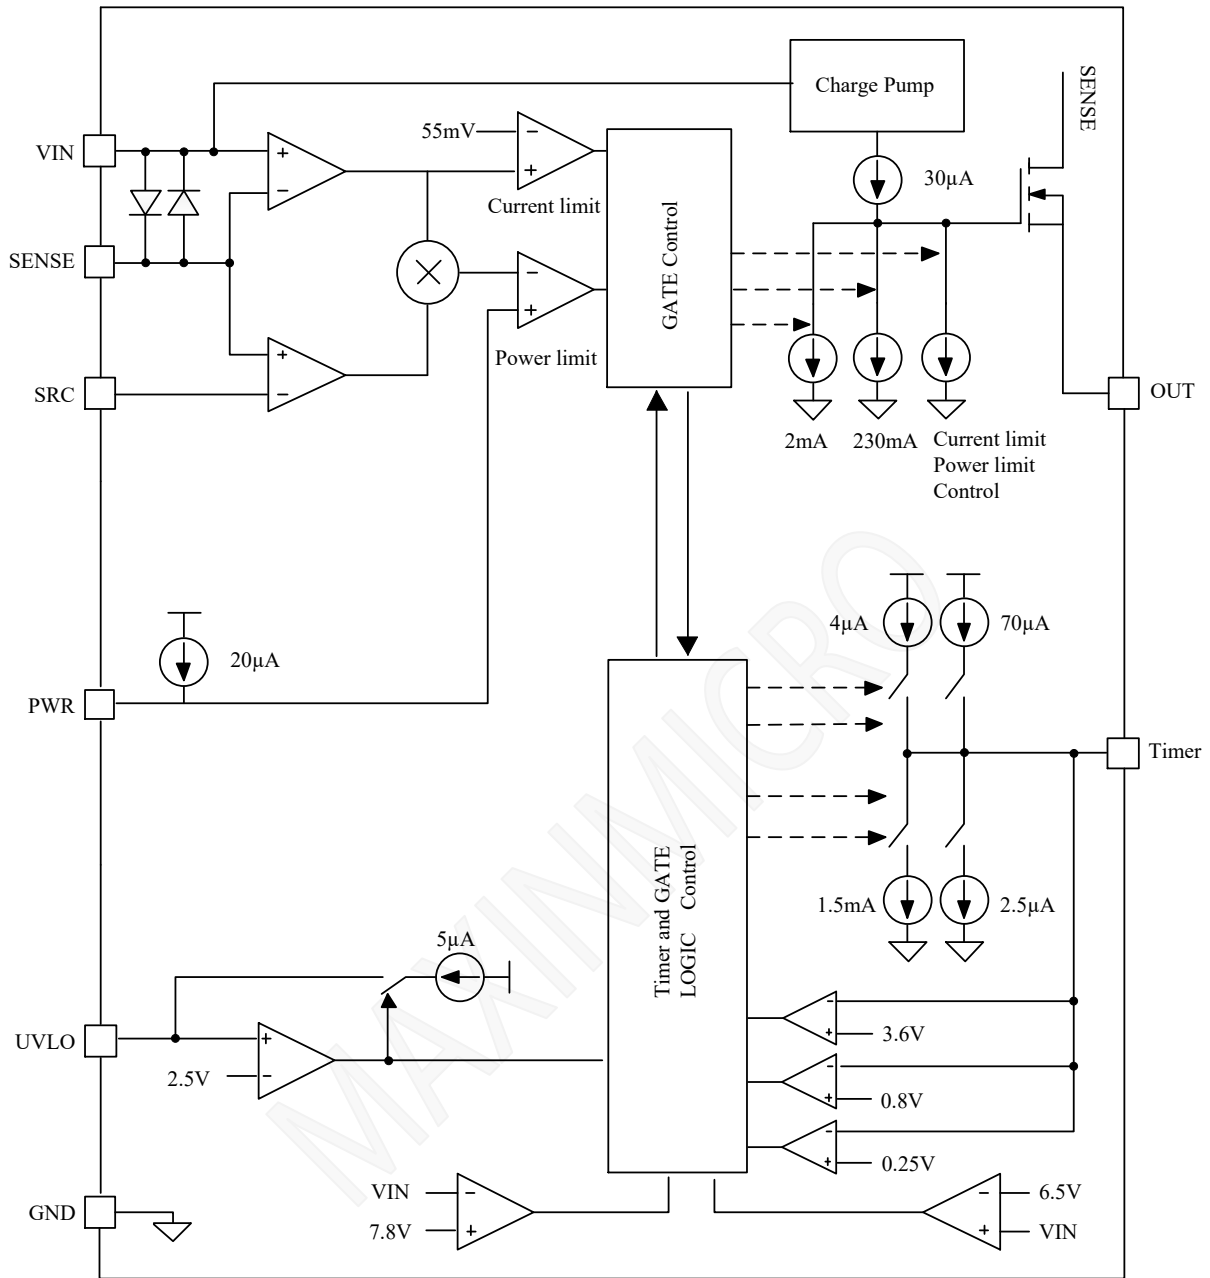 Charge Pump
SENSE
VIN
+
−
55mV
−
+
Current limit
30µA
SENSE
GATE Control
−
+
Power limit
+
−
SRC
OUT
2mA
230mA
Current limit
Power limit
Control
4µA
70µA
20µA
PWR
Timer
Timer and GATE
LOGIC Control
1.5mA
2.5µA
5µA
UVLO
+
−
2.5V
-
+
3.6V
-
+
0.8V
-
+
0.25V
VIN
−
7.8V
+
−
6.5V
+
VIN
GND
MAXINMICRO